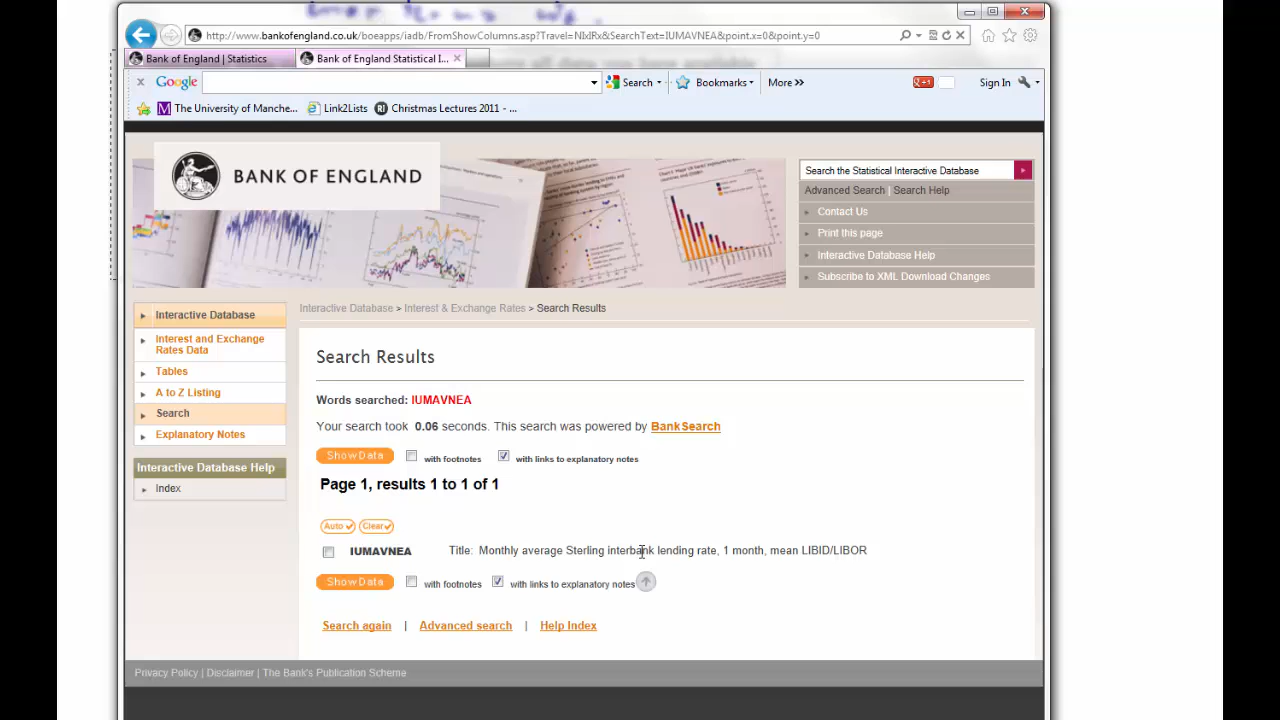 http://www.bankofengland.co.uk/boeapps/iadb/FromShowColumns.asp?Travel=NIxIRx&SearchText=IUMAVNEA&point.x=0&point.y=0
Bank of England | Statistics
Bank of England Statistical I...
Google
Search
Bookmarks
More >>
+1
Sign In
The University of Manche...
Link2Lists
Christmas Lectures 2011 - ...
BANK OF ENGLAND
Search the Statistical Interactive Database
Advanced Search | Search Help
Contact Us
Print this page
Interactive Database Help
Subscribe to XML Download Changes
Interactive Database
Interest and Exchange
Rates Data
Tables
A to Z Listing
Search
Explanatory Notes
Interactive Database Help
Index
Interactive Database > Interest & Exchange Rates > Search Results
Search Results
Words searched: IUMAVNEA
Your search took 0.06 seconds. This search was powered by BankSearch
Show Data with footnotes with links to explanatory notes
Page 1, results 1 to 1 of 1
Auto Clear
IUMAVNEA Title: Monthly average Sterling interbank lending rate, 1 month, mean LIBID/LIBOR
Show Data with footnotes with links to explanatory notes
Search again | Advanced search | Help Index
Privacy Policy | Disclaimer | The Bank's Publication Scheme